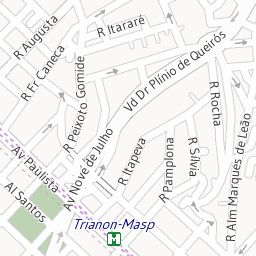 R Itararé
R Augusta
R Fr Caneca
R Peixoto Gomide
Vd Dr Plínio de Queirós
R Rocha
Av Nove de Julho
Av Paulista
Al Santos
R Itapeva
R Pamplona
R Sílvia
R Alm Marques de Leão
Trianon-Masp
M